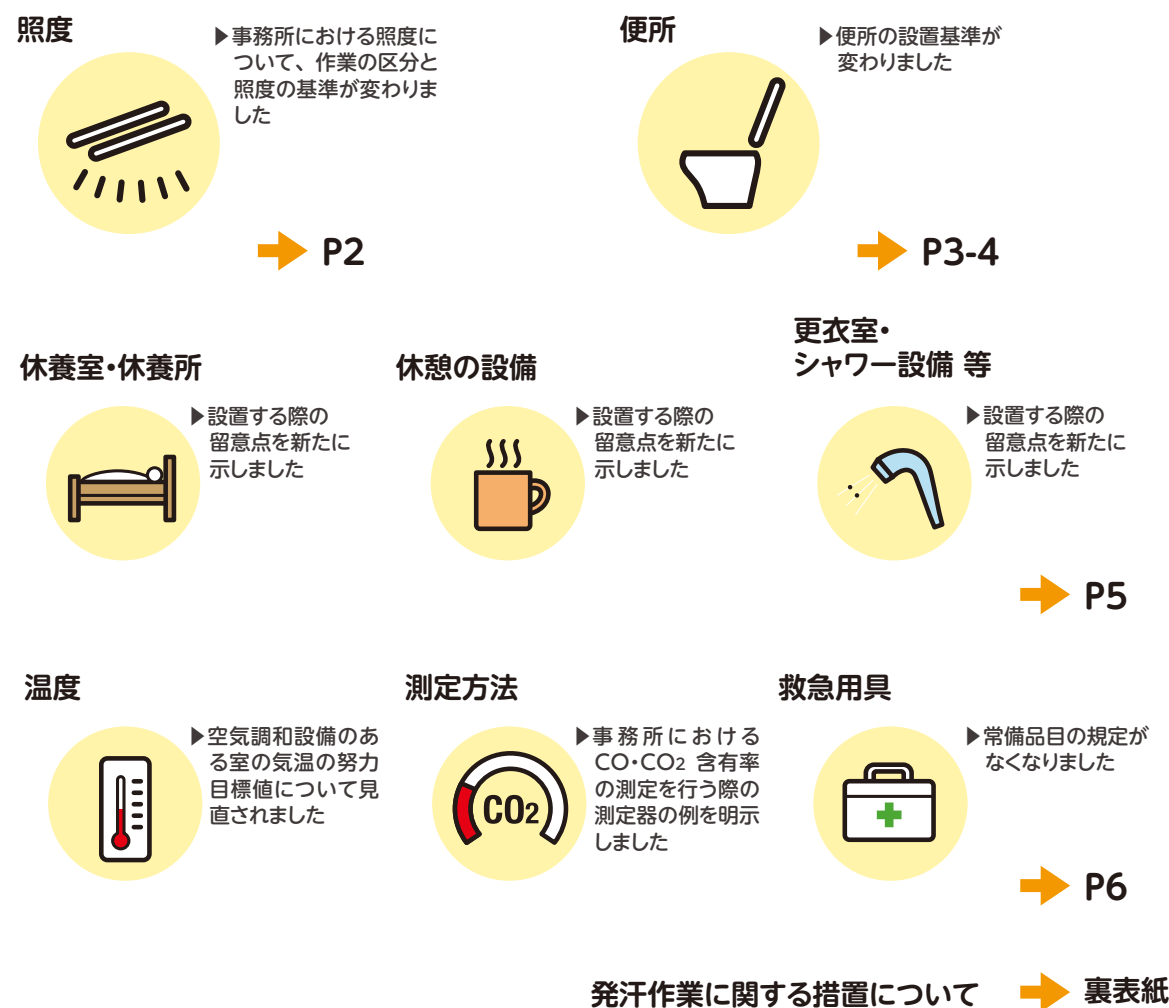 照度
▶事務所における照度に
ついて、作業の区分と
照度の基準が変わりま
した
P2
便所
▶便所の設置基準が
変わりました
P3-4
休養室・休養所
▶設置する際の
留意点を新たに
示しました
休憩の設備
▶設置する際の
留意点を新たに
示しました
更衣室・
シャワー設備 等
▶設置する際の
留意点を新たに
示しました
P5
温度
▶空気調和設備のあ
る室の気温の努力
目標値について見
直されました
測定方法
CO2
▶事務所における
CO・CO2 含有率
の測定を行う際の
測定器の例を明示
しました
救急用具
▶常備品目の規定が
なくなりました
P6
発汗作業に関する措置について
裏表紙